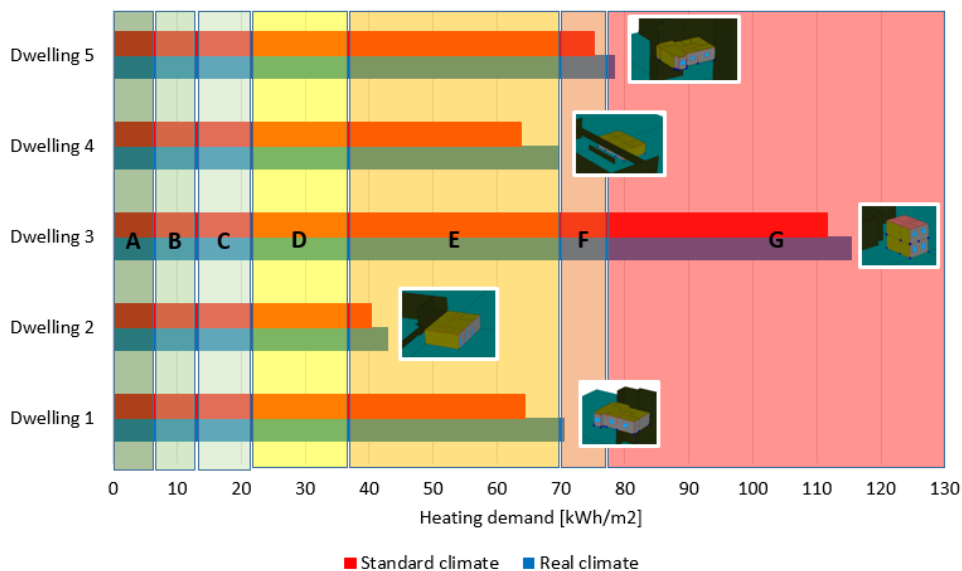 Dwelling 5
Dwelling 4
Dwelling 3
A B C D E F G
Dwelling 2
Dwelling 1
0 10 20 30 40 50 60 70 80 90 100 110 120 130
Heating demand [kWh/m2]
Standard climate Real climate